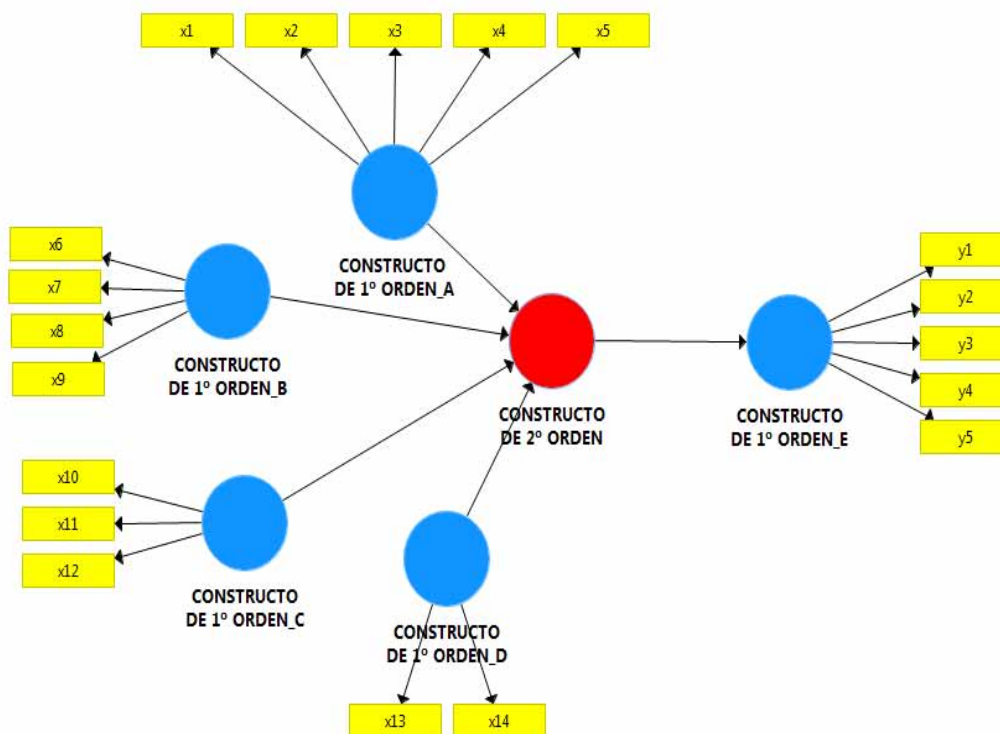 x1
x2
x3
x4
x5
CONSTRUCTO
DE 1º ORDEN_A
x6
x7
x8
x9
CONSTRUCTO
DE 1º ORDEN_B
CONSTRUCTO
DE 2º ORDEN
CONSTRUCTO
DE 1º ORDEN_E
y1
y2
y3
y4
y5
x10
x11
x12
CONSTRUCTO
DE 1º ORDEN_C
CONSTRUCTO
DE 1º ORDEN_D
x13
x14